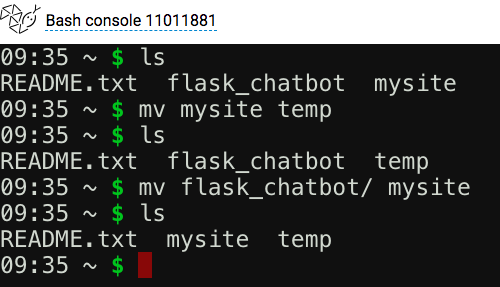 Bash console 11011881
09:35 ~ $ ls
README.txt  flask_chatbot  mysite
09:35 ~ $ mv mysite temp
09:35 ~ $ ls
README.txt  flask_chatbot  temp
09:35 ~ $ mv flask_chatbot/ mysite
09:35 ~ $ ls
README.txt  mysite  temp
09:35 ~ $